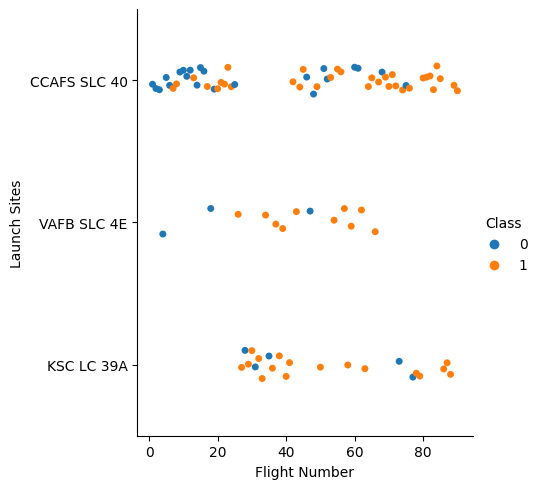 CCAFS SLC 40
VAFB SLC 4E
KSC LC 39A
Launch Sites
0 20 40 60 80
Flight Number
Class
0
1